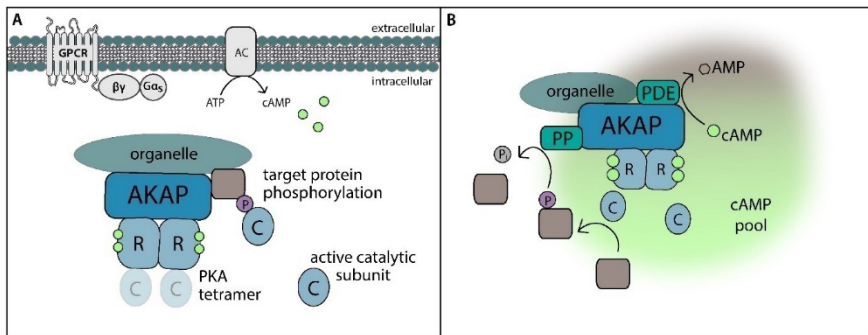 A
extracellular
GPCR
AC
intracellular
βγ
Gαs
ATP
cAMP
organelle
AKAP
target protein
phosphorylation
P
C
R
R
active catalytic
subunit
C
C
PKA
tetramer
C
B
AMP
organelle
PDE
AKAP
PP
cAMP
Pi
R
R
P
C
C
cAMP
pool